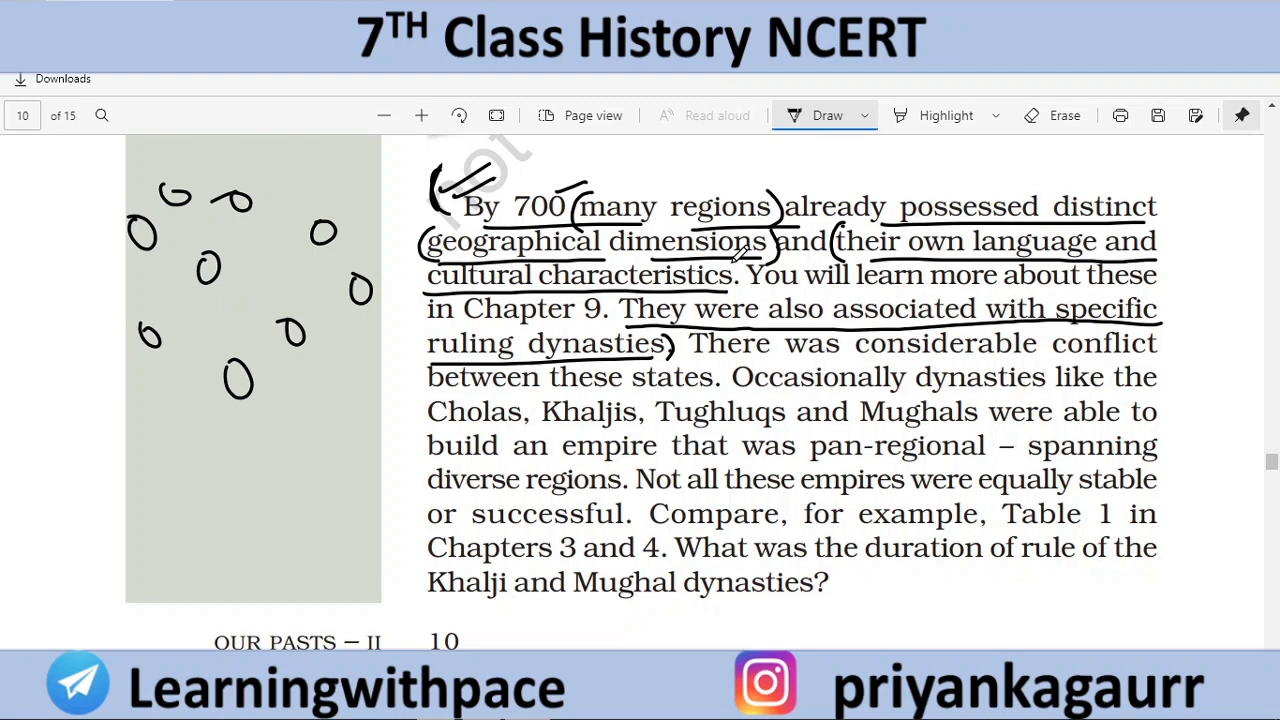 7TH Class History NCERT
Downloads
10 of 15 Page view Read aloud Draw Highlight Erase
not
By 700 many regions already possessed distinct
geographical dimensions and their own language and
cultural characteristics. You will learn more about these
in Chapter 9. They were also associated with specific
ruling dynasties. There was considerable conflict
between these states. Occasionally dynasties like the
Cholas, Khaljis, Tughluqs and Mughals were able to
build an empire that was pan-regional – spanning
diverse regions. Not all these empires were equally stable
or successful. Compare, for example, Table 1 in
Chapters 3 and 4. What was the duration of rule of the
Khalji and Mughal dynasties?
OUR PASTS – II 10
Learningwithpace priyankagaurr